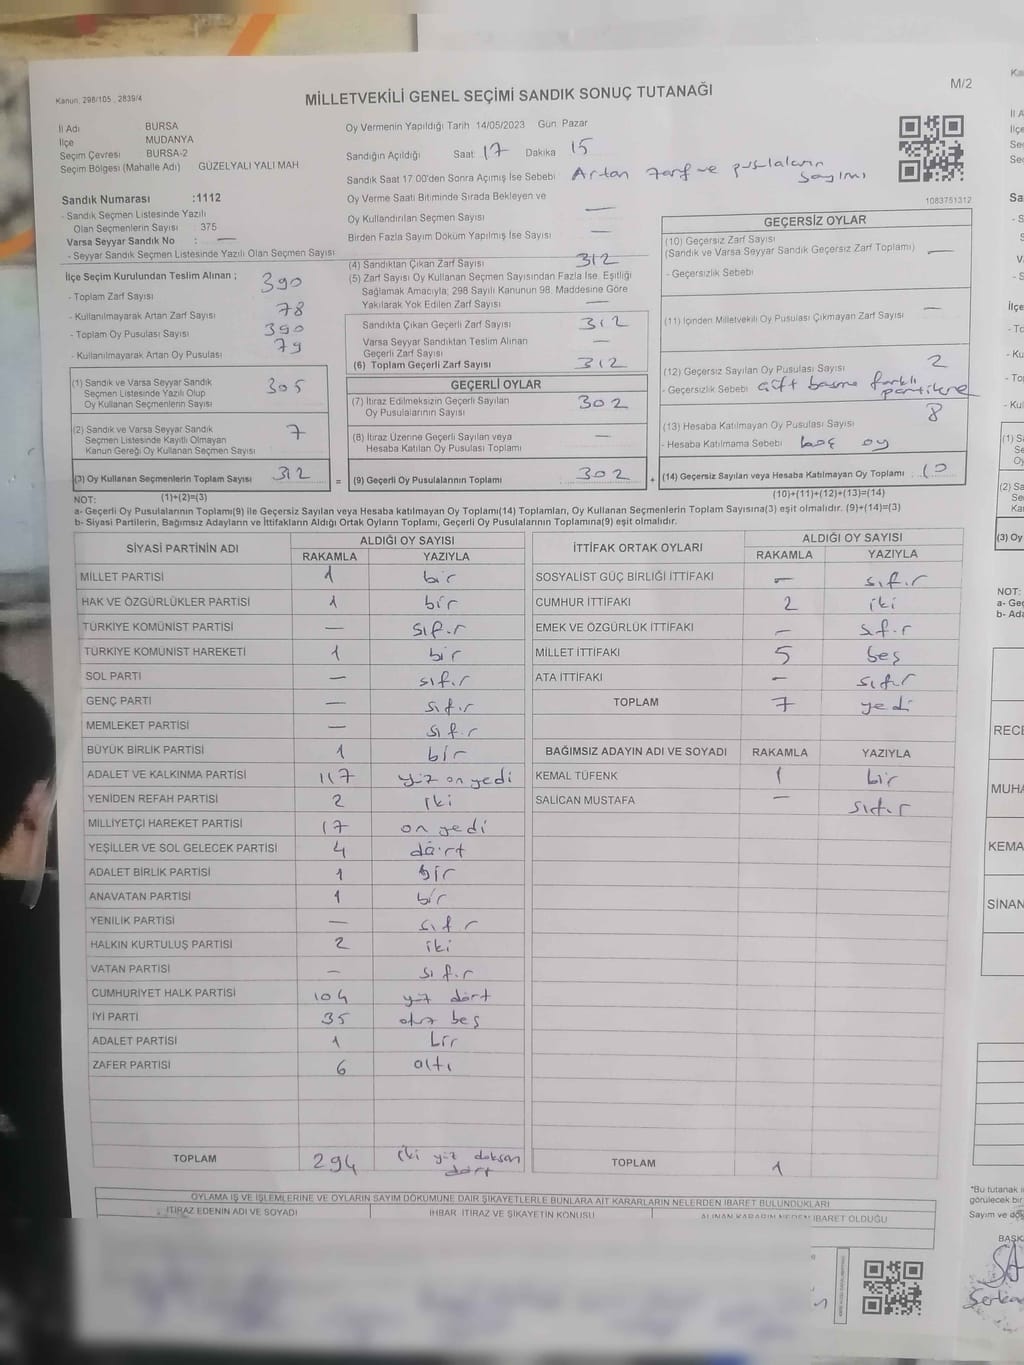 Kanun, 298/105 , 2839/4
MİLLETVEKİLİ GENEL SEÇİMİ SANDIK SONUÇ TUTANAĞI
M/2
İl Adı BURSA
İlçe MUDANYA
Seçim Çevresi BURSA-2
Seçim Bölgesi (Mahalle Adı) GÜZELYALI YALI MAH
Oy Vermenin Yapıldığı Tarih 14/05/2023 Gün Pazar
Sandığın Açıldığı Saat 17 Dakika 15
Sandık Saat 17.00'den Sonra Açımış İse Sebebi Artan zarf ve pusulaların sayımı
1083751312
Sandık Numarası :1112
- Sandık Seçmen Listesinde Yazılı
Olan Seçmenlerin Sayısı 375
Varsa Seyyar Sandık No : —
- Seyyar Sandık Seçmen Listesinde Yazılı Olan Seçmen Sayısı
İlçe Seçim Kurulundan Teslim Alınan ;
- Toplam Zarf Sayısı 390
- Kullanılmayarak Artan Zarf Sayısı 78
- Toplam Oy Pusulası Sayısı 390
- Kullanılmayarak Artan Oy Pusulası 79
(1) Sandık ve Varsa Seyyar Sandık
Seçmen Listesinde Yazılı Olup
Oy Kullanan Seçmenlerin Sayısı 305
(2) Sandık ve Varsa Seyyar Sandık
Seçmen Listesinde Kayıtlı Olmayan
Kanun Gereği Oy Kullanan Seçmen Sayısı 7
(3) Oy Kullanan Seçmenlerin Toplam Sayısı 312
Oy Verme Saati Bitiminde Sırada Bekleyen ve
Oy Kullandırılan Seçmen Sayısı —
Birden Fazla Sayım Döküm Yapılmış İse Sayısı —
(4) Sandıktan Çıkan Zarf Sayısı 312
(5) Zarf Sayısı Oy Kullanan Seçmen Sayısından Fazla İse, Eşitliği
Sağlamak Amacıyla; 298 Sayılı Kanunun 98. Maddesine Göre
Yakılarak Yok Edilen Zarf Sayısı —
Sandıkta Çıkan Geçerli Zarf Sayısı 312
Varsa Seyyar Sandıktan Teslim Alınan
Geçerli Zarf Sayısı —
(6) Toplam Geçerli Zarf Sayısı 312
GEÇERLİ OYLAR
(7) İtiraz Edilmeksizin Geçerli Sayılan
Oy Pusulalarının Sayısı 302
(8) İtiraz Üzerine Geçerli Sayılan veya
Hesaba Katılan Oy Pusulası Toplamı —
= (9) Geçerli Oy Pusulalarının Toplamı 302 +
GEÇERSİZ OYLAR
(10) Geçersiz Zarf Sayısı
(Sandık ve Varsa Seyyar Sandık Geçersiz Zarf Toplamı) —
- Geçersizlik Sebebi
(11) İçinden Milletvekili Oy Pusulası Çıkmayan Zarf Sayısı —
(12) Geçersiz Sayılan Oy Pusulası Sayısı 2
- Geçersizlik Sebebi çift basma farklı partilere
(13) Hesaba Katılmayan Oy Pusulası Sayısı 8
- Hesaba Katılmama Sebebi boş oy
(14) Geçersiz Sayılan veya Hesaba Katılmayan Oy Toplamı : 10
NOT: (1)+(2)=(3) (10)+(11)+(12)+(13)=(14)
a- Geçerli Oy Pusulalarının Toplamı(9) ile Geçersiz Sayılan veya Hesaba katılmayan Oy Toplamı(14) Toplamları, Oy Kullanan Seçmenlerin Toplam Sayısına(3) eşit olmalıdır. (9)+(14)=(3)
b- Siyasi Partilerin, Bağımsız Adayların ve İttifakların Aldığı Ortak Oyların Toplamı, Geçerli Oy Pusulalarının Toplamına(9) eşit olmalıdır.
SİYASİ PARTİNİN ADI ALDIĞI OY SAYISI
RAKAMLA YAZIYLA
MİLLET PARTİSİ 1 bir
HAK VE ÖZGÜRLÜKLER PARTİSİ 1 bir
TÜRKİYE KOMÜNİST PARTİSİ — sıfır
TÜRKİYE KOMÜNİST HAREKETİ 1 bir
SOL PARTİ — sıfır
GENÇ PARTİ — sıfır
MEMLEKET PARTİSİ — sıfır
BÜYÜK BİRLİK PARTİSİ 1 bir
ADALET VE KALKINMA PARTİSİ 117 yüz on yedi
YENİDEN REFAH PARTİSİ 2 iki
MİLLİYETÇİ HAREKET PARTİSİ 17 on yedi
YEŞİLLER VE SOL GELECEK PARTİSİ 4 dört
ADALET BİRLİK PARTİSİ 1 bir
ANAVATAN PARTİSİ 1 bir
YENİLİK PARTİSİ — sıfır
HALKIN KURTULUŞ PARTİSİ 2 iki
VATAN PARTİSİ — sıfır
CUMHURİYET HALK PARTİSİ 104 yüz dört
İYİ PARTİ 35 otuz beş
ADALET PARTİSİ 1 bir
ZAFER PARTİSİ 6 altı
TOPLAM 294 iki yüz doksan dört
İTTİFAK ORTAK OYLARI ALDIĞI OY SAYISI
RAKAMLA YAZIYLA
SOSYALİST GÜÇ BİRLİĞİ İTTİFAKI — sıfır
CUMHUR İTTİFAKI 2 iki
EMEK VE ÖZGÜRLÜK İTTİFAKI — sıfır
MİLLET İTTİFAKI 5 beş
ATA İTTİFAKI — sıfır
TOPLAM 7 yedi
BAĞIMSIZ ADAYIN ADI VE SOYADI RAKAMLA YAZIYLA
KEMAL TÜFENK 1 bir
SALİCAN MUSTAFA — sıfır
TOPLAM 1
OYLAMA İŞ VE İŞLEMLERİNE VE OYLARIN SAYIM DÖKÜMÜNE DAİR ŞİKAYETLERLE BUNLARA AİT KARARLARIN NELERDEN İBARET BULUNDUKLARI
İTİRAZ EDENİN ADI VE SOYADI İHBAR İTİRAZ VE ŞİKAYETİN KONUSU ALINAN KARARIN NEDEN İBARET OLDUĞU
NOT:
(3) Oy
RECE
MUHA
KEMA
SİNAN
*Bu tutanak
görülecek bir
Sayım ve dö
BAŞK